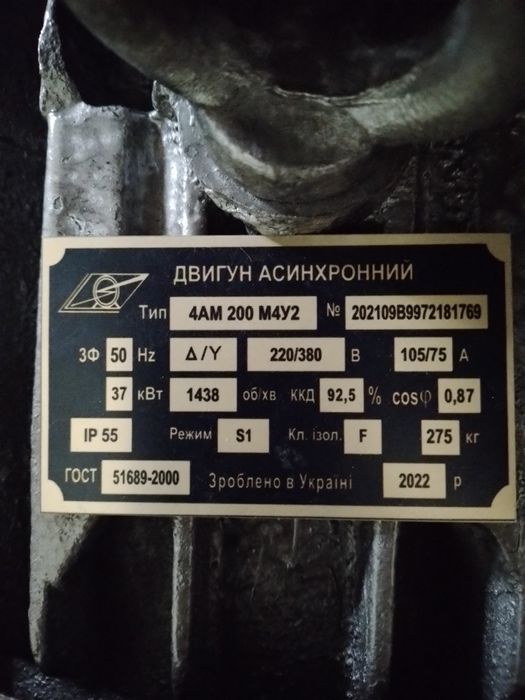 ДВИГУН АСИНХРОННИЙ
Тип 4АМ 200 М4У2 № 202109В9972181769
3Ф 50 Hz Δ/Y 220/380 В 105/75 А
37 кВт 1438 об/хв ККД 92,5 % cosφ 0,87
IP 55 Режим S1 Кл. ізол. F 275 кг
ГОСТ 51689-2000 Зроблено в Україні 2022 р